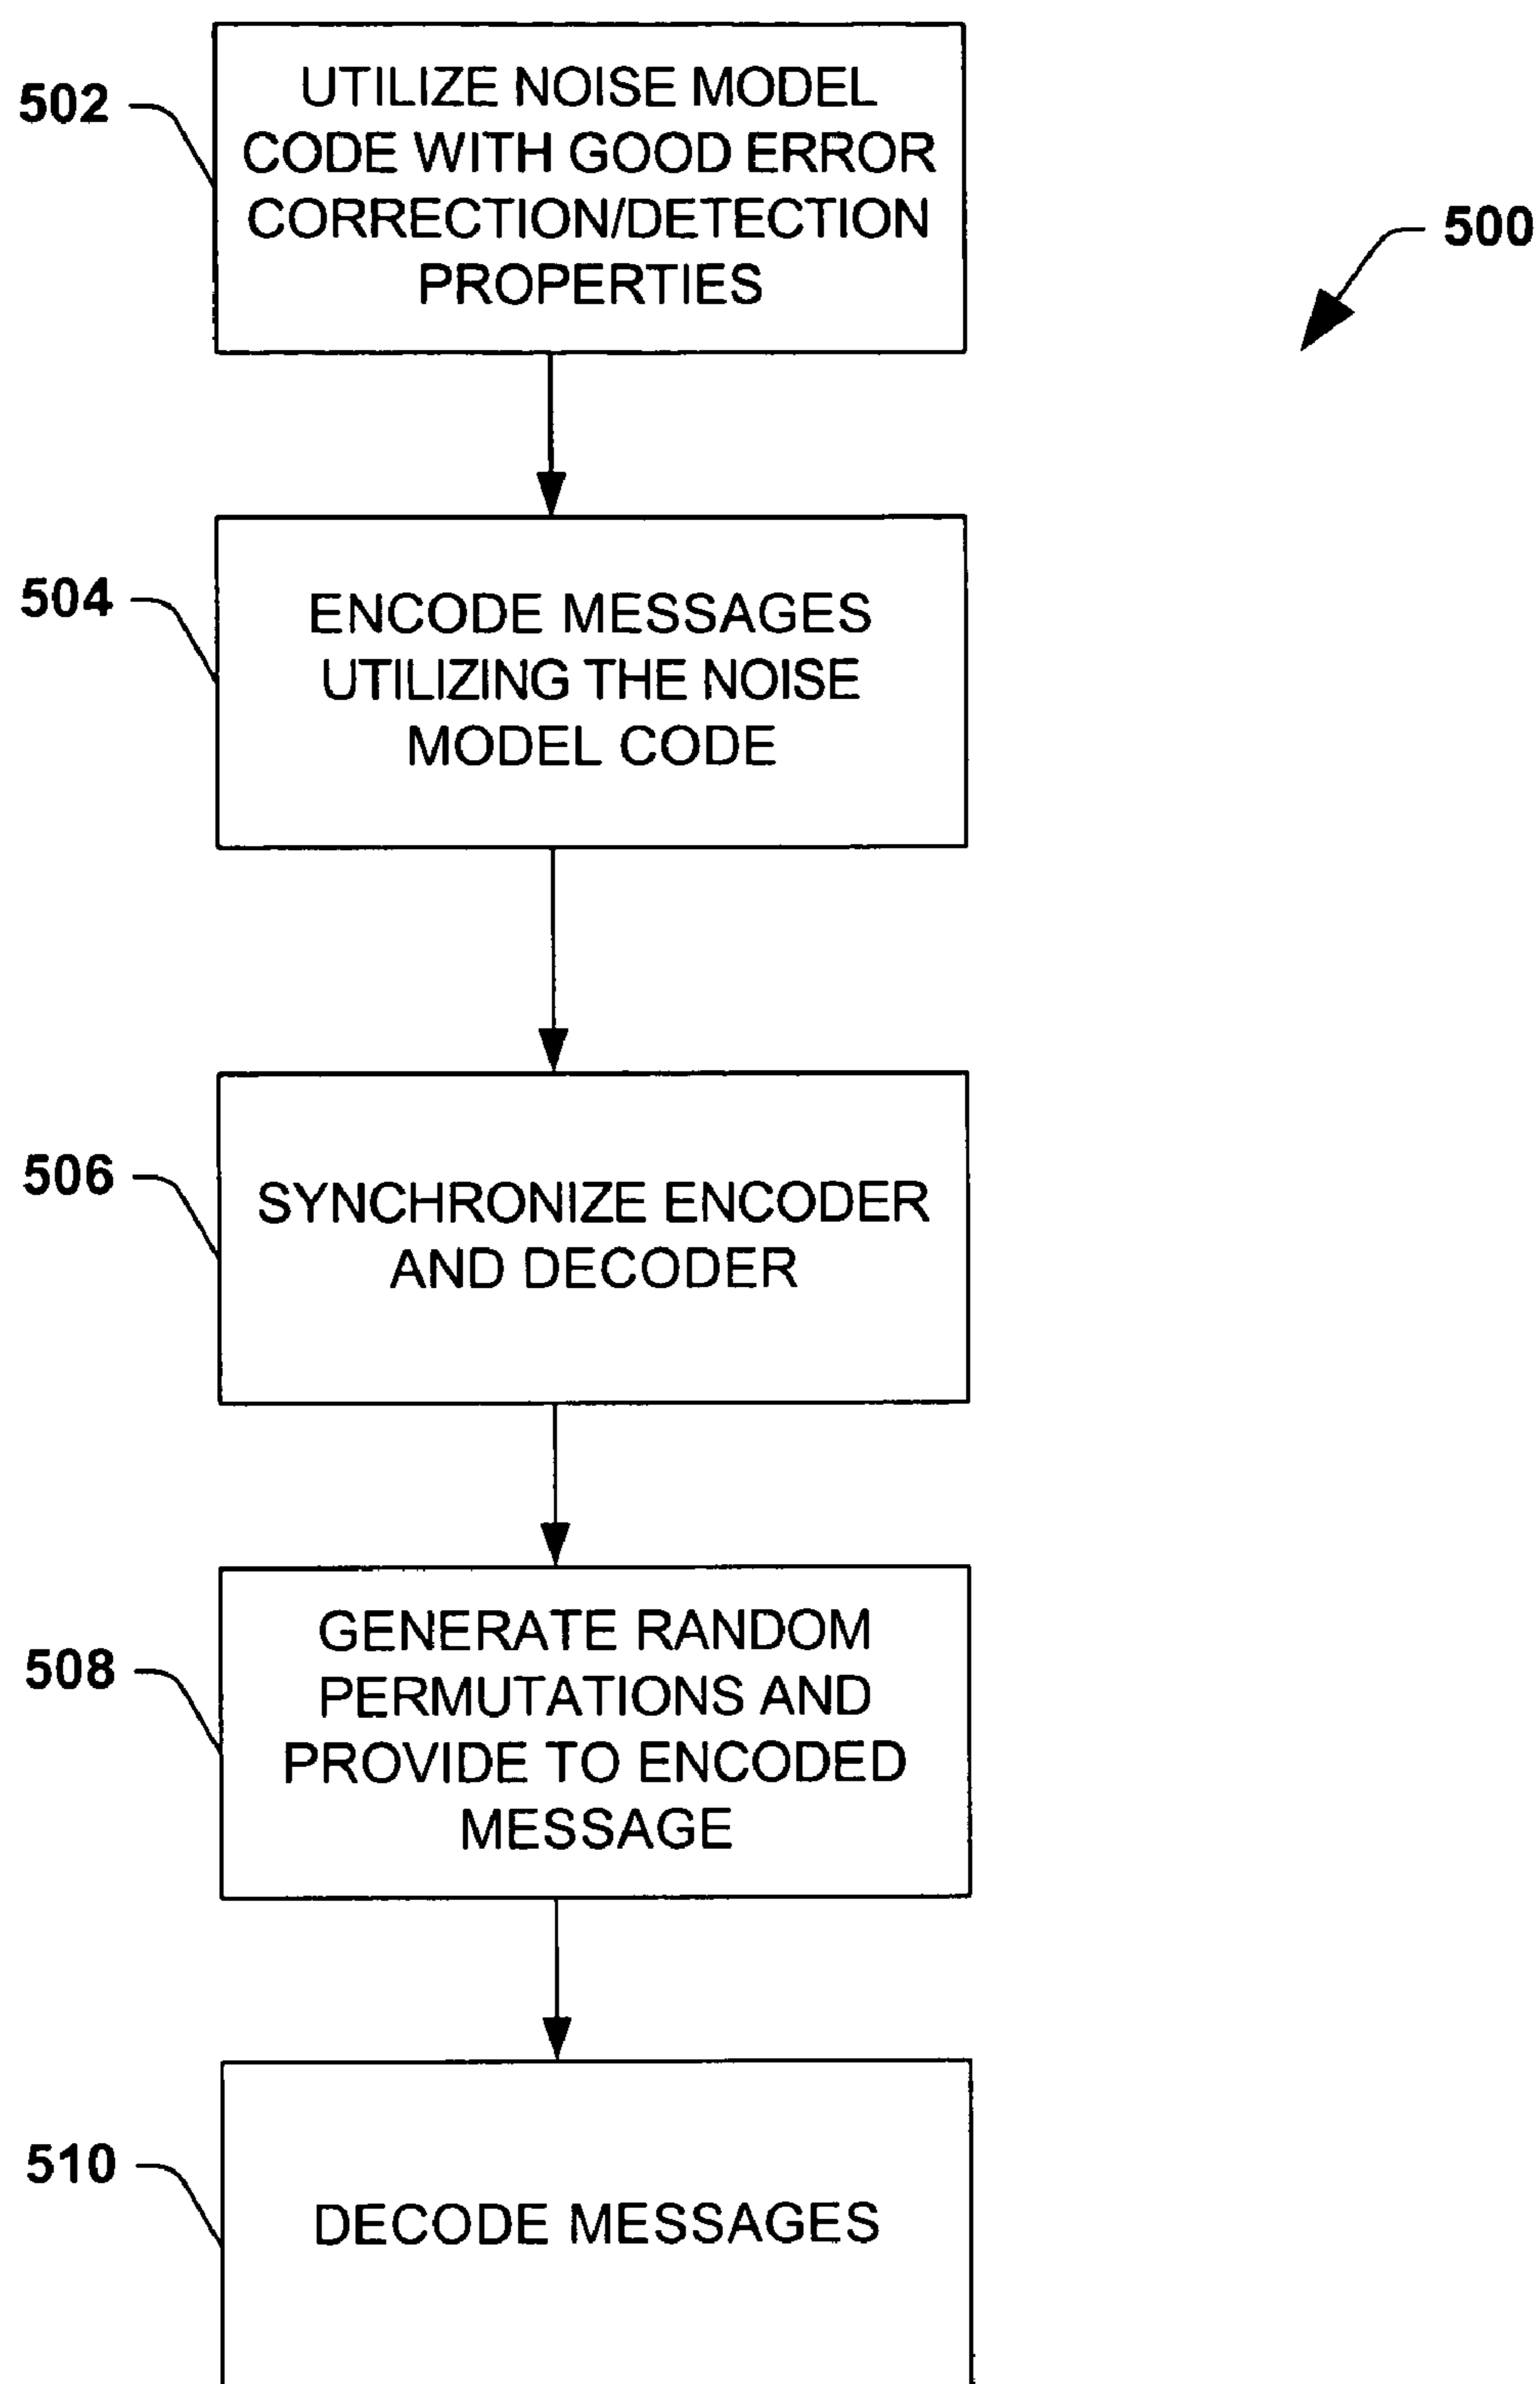 502
UTILIZE NOISE MODEL
CODE WITH GOOD ERROR
CORRECTION/DETECTION
PROPERTIES
500
504
ENCODE MESSAGES
UTILIZING THE NOISE
MODEL CODE
506
SYNCHRONIZE ENCODER
AND DECODER
508
GENERATE RANDOM
PERMUTATIONS AND
PROVIDE TO ENCODED
MESSAGE
510
DECODE MESSAGES